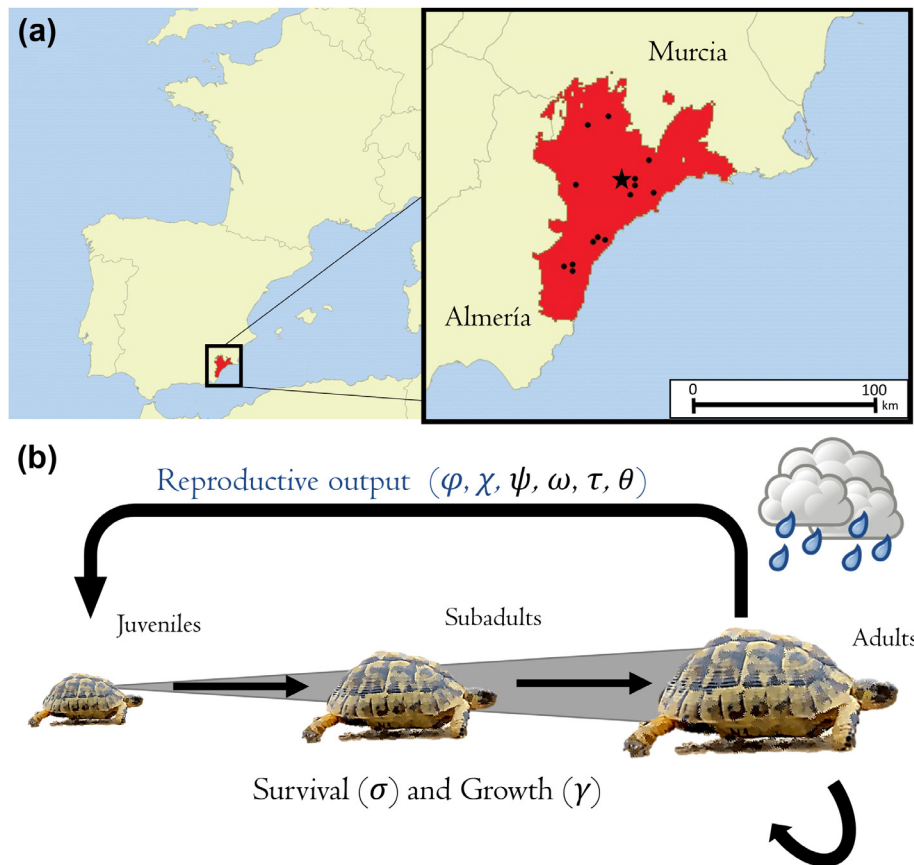 (a)
Murcia
Almería
0 100
km
(b)
Reproductive output (φ, χ, ψ, ω, τ, θ)
Juveniles
Subadults
Adults
Survival (σ) and Growth (γ)